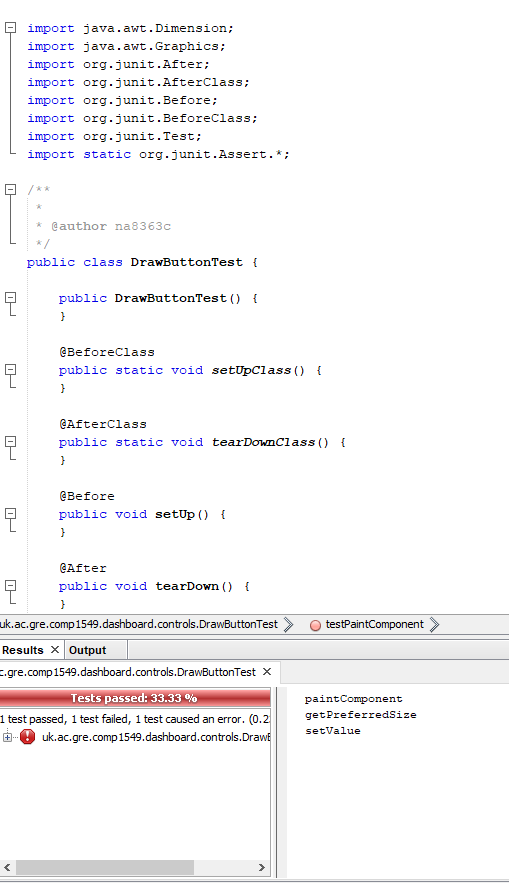 import java.awt.Dimension;
import java.awt.Graphics;
import org.junit.After;
import org.junit.AfterClass;
import org.junit.Before;
import org.junit.BeforeClass;
import org.junit.Test;
import static org.junit.Assert.*;
/**
*
* @author na8363c
*/
public class DrawButtonTest {
public DrawButtonTest() {
}
@BeforeClass
public static void setUpClass() {
}
@AfterClass
public static void tearDownClass() {
}
@Before
public void setUp() {
}
@After
public void tearDown() {
}
uk.ac.gre.comp1549.dashboard.controls.DrawButtonTest testPaintComponent
Results Output
c.gre.comp1549.dashboard.controls.DrawButtonTest
Tests passed: 33.33 %
1 test passed, 1 test failed, 1 test caused an error. (0.2
uk.ac.gre.comp1549.dashboard.controls.DrawB
paintComponent
getPreferredSize
setValue